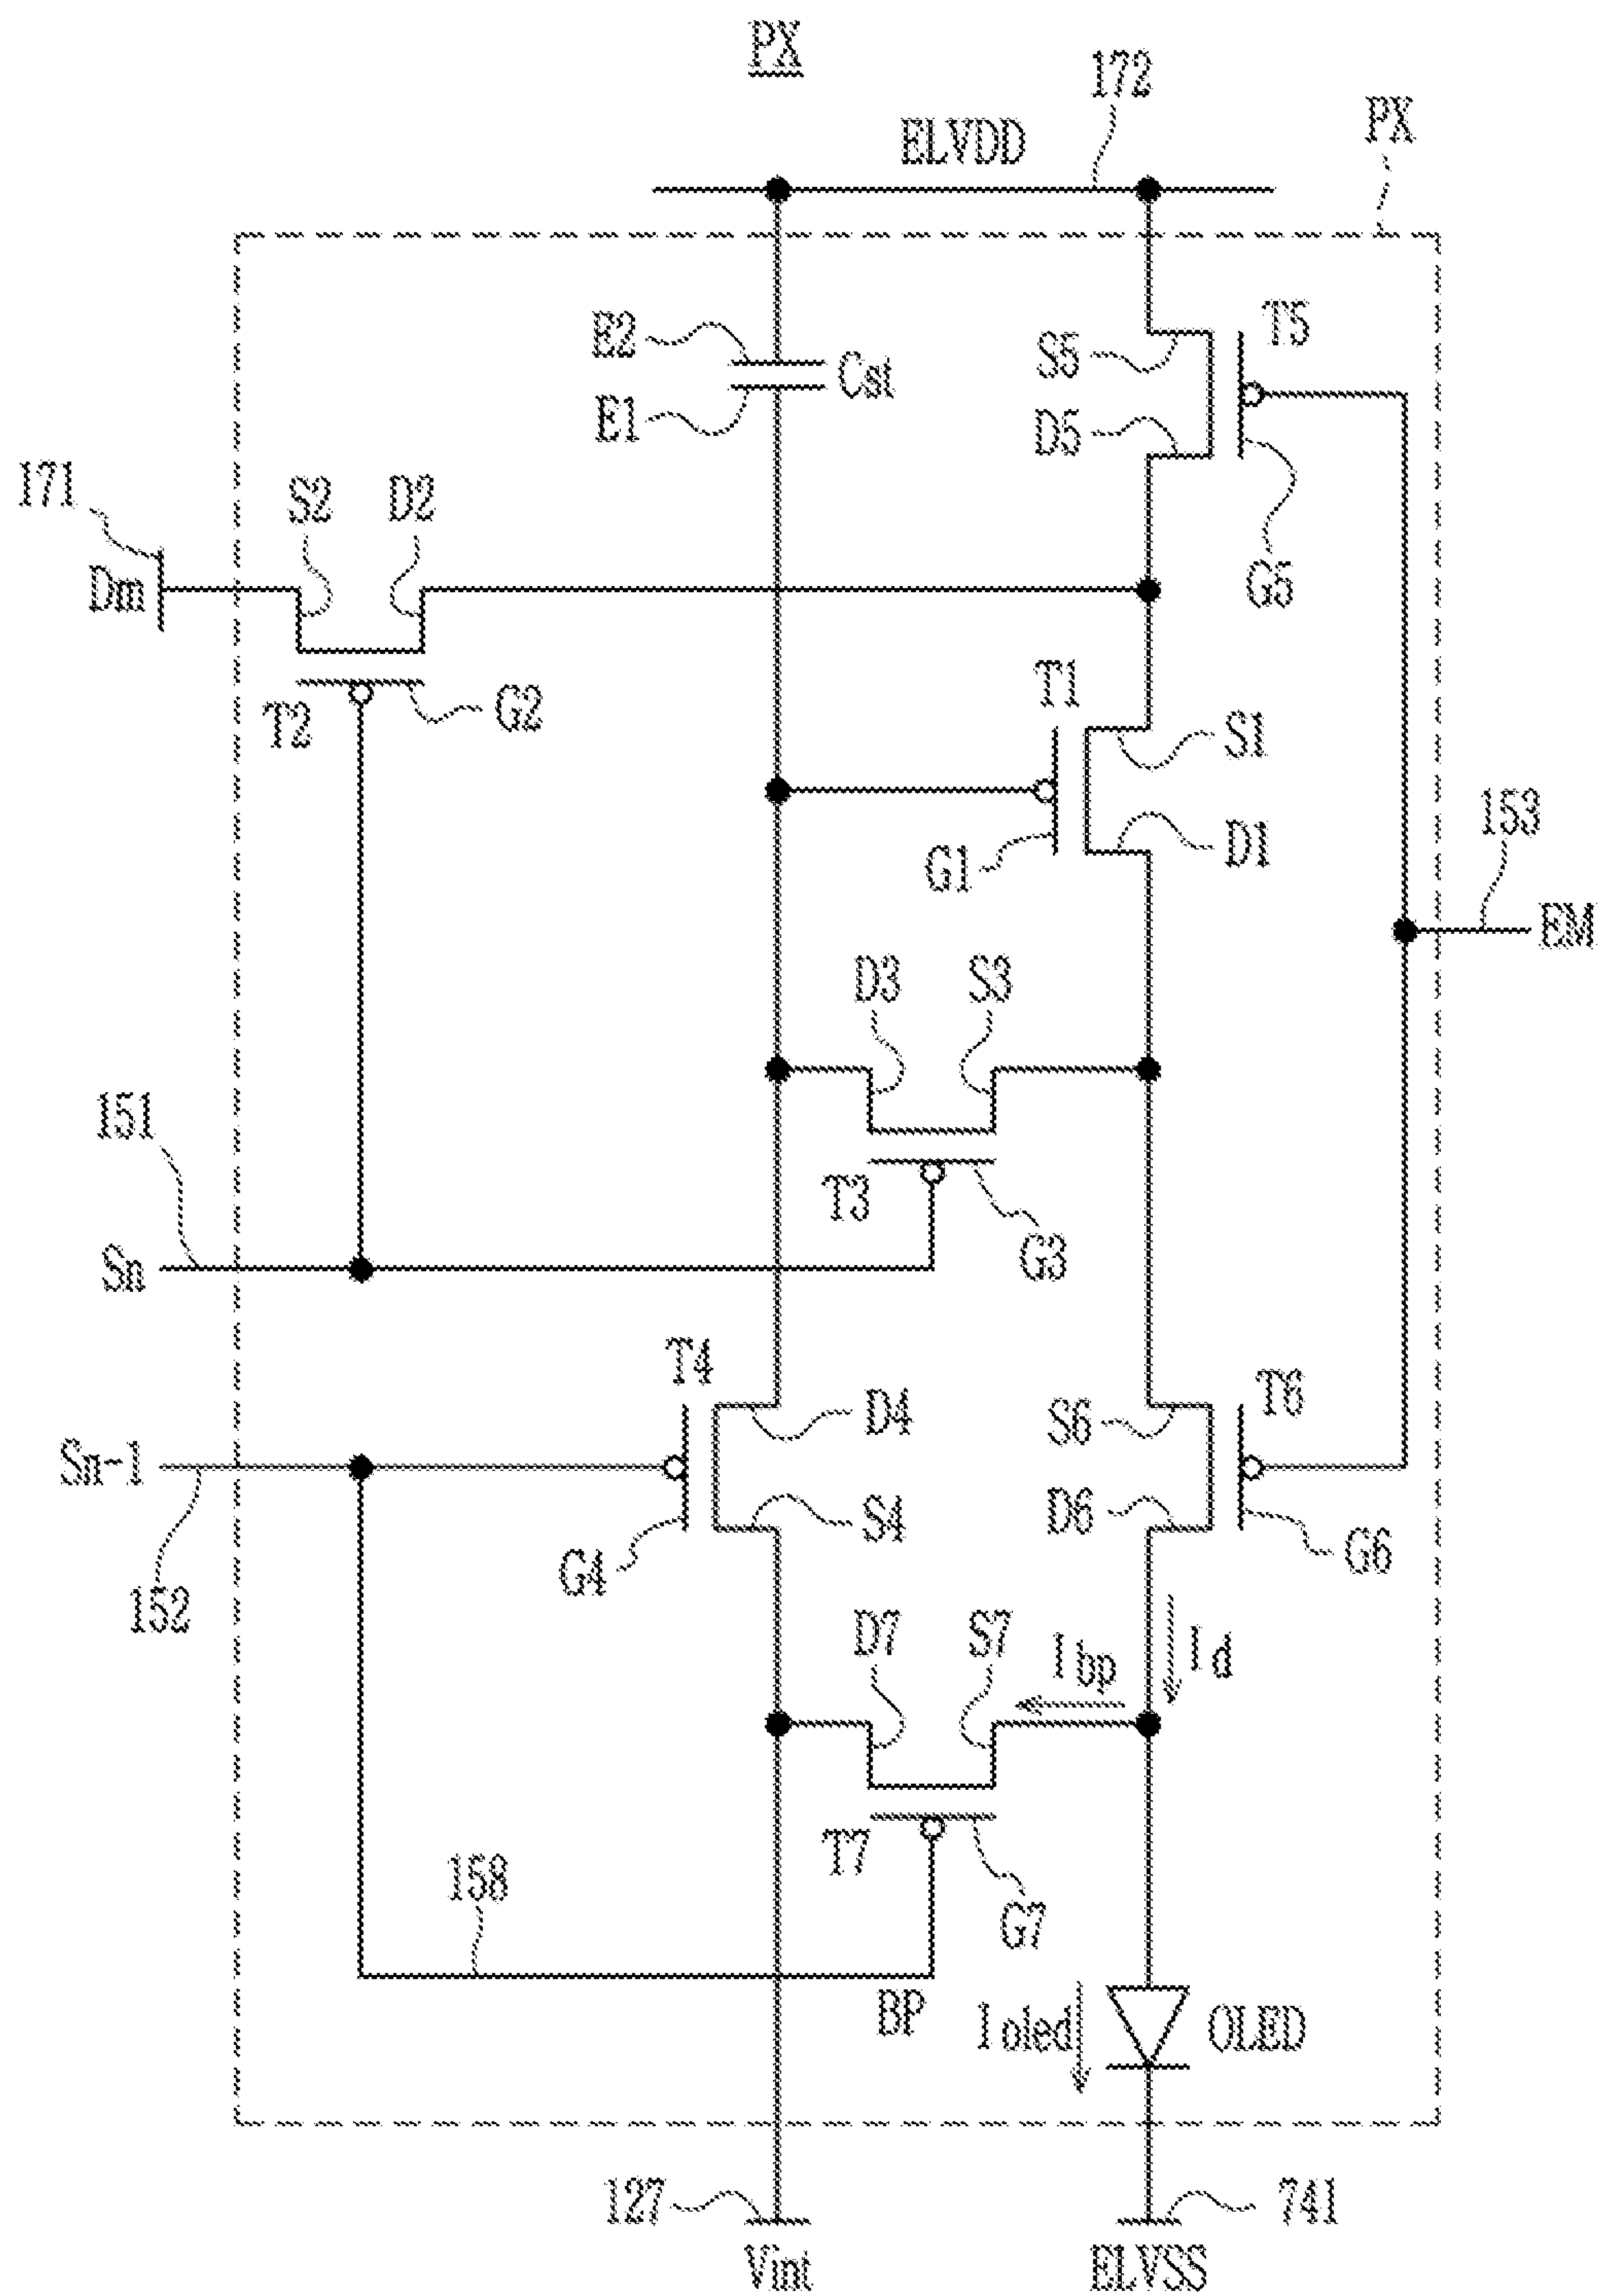 PX
172
ELVDD
PX
E2
Cst
E1
S5
T5
D5
G5
171
S2
D2
Dm
T2
G2
T1
S1
G1
D1
153
EM
D3
S3
151
T3
G3
Sn
T4
D4
S6
T6
Sn-1
S4
D6
G4
G6
152
D7
S7
Ibp
Id
T7
158
G7
BP
Ioled
OLED
127
741
Vint
ELVSS